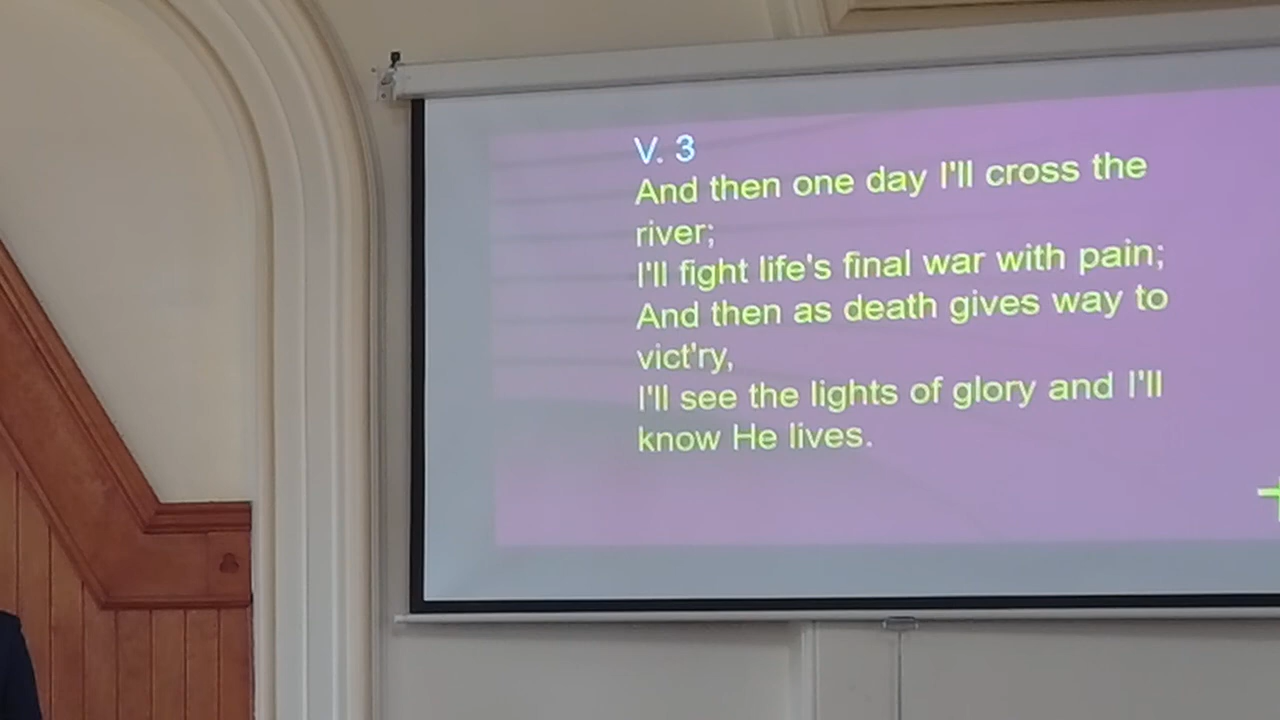 V. 3
And then one day I'll cross the
river;
I'll fight life's final war with pain;
And then as death gives way to
vict'ry,
I'll see the lights of glory and I'll
know He lives.